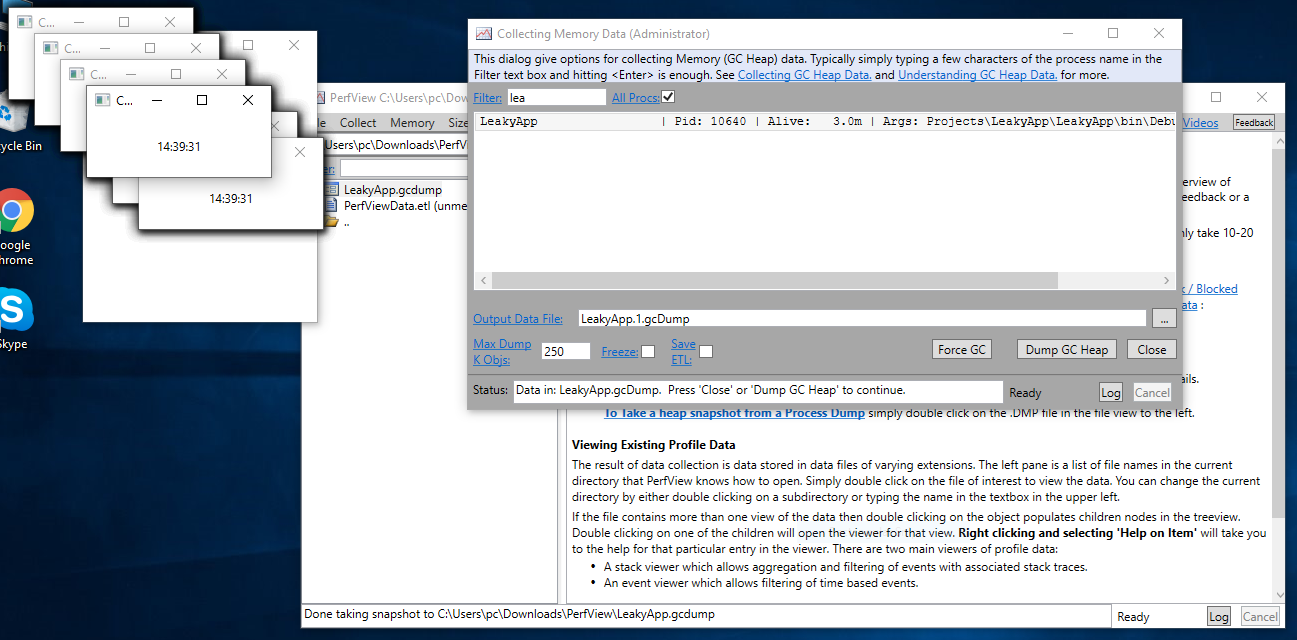 C...
C...
C...
C...
14:39:31
14:39:31
ycle Bin
oogle
hrome
Skype
PerfView C:\Users\pc\Dow
Collect Memory Size
Users\pc\Downloads\PerfV
LeakyApp.gcdump
PerfViewData.etl (unme
..
Collecting Memory Data (Administrator)
This dialog give options for collecting Memory (GC Heap) data. Typically simply typing a few characters of the process name in the
Filter text box and hitting <Enter> is enough. See Collecting GC Heap Data. and Understanding GC Heap Data. for more.
Filter: lea All Procs:
LeakyApp | Pid: 10640 | Alive: 3.0m | Args: Projects\LeakyApp\LeakyApp\bin\Debu
Output Data File: LeakyApp.1.gcDump ...
Max Dump
K Objs: 250 Freeze: Save
ETL: Force GC Dump GC Heap Close
Status: Data in: LeakyApp.gcDump. Press 'Close' or 'Dump GC Heap' to continue. Ready Log Cancel
Videos Feedback
erview of
eedback or a
nly take 10-20
k / Blocked
ata :
ails.
To Take a heap snapshot from a Process Dump simply double click on the .DMP file in the file view to the left.
Viewing Existing Profile Data
The result of data collection is data stored in data files of varying extensions. The left pane is a list of file names in the current
directory that PerfView knows how to open. Simply double click on the file of interest to view the data. You can change the current
directory by either double clicking on a subdirectory or typing the name in the textbox in the upper left.
If the file contains more than one view of the data then double clicking on the object populates children nodes in the treeview.
Double clicking on one of the children will open the viewer for that view. Right clicking and selecting 'Help on Item' will take you
to the help for that particular entry in the viewer. There are two main viewers of profile data:
• A stack viewer which allows aggregation and filtering of events with associated stack traces.
• An event viewer which allows filtering of time based events.
Done taking snapshot to C:\Users\pc\Downloads\PerfView\LeakyApp.gcdump Ready Log Cancel